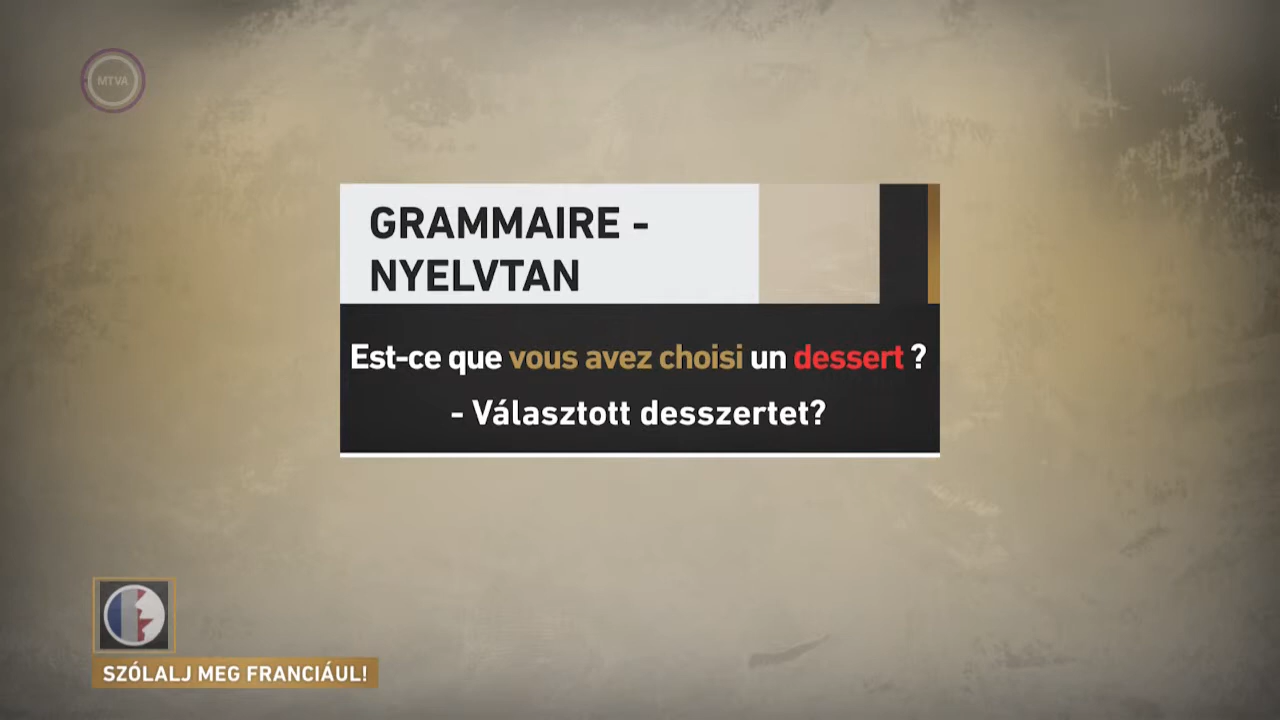 MTVA
GRAMMAIRE -
NYELVTAN
Est-ce que vous avez choisi un dessert ?
- Választott desszertet?
SZÓLALJ MEG FRANCIÁUL!